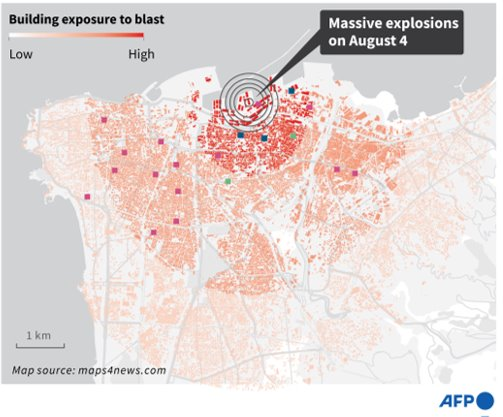 Building exposure to blast
Low High
Massive explosions
on August 4
1 km
Map source: maps4news.com
AFP